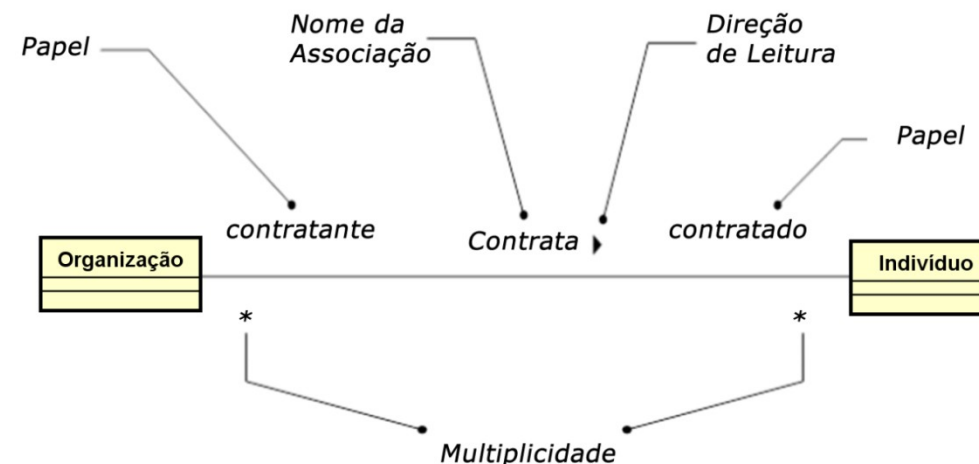 Papel
Nome da
Associação
Direção
de Leitura
Papel
contratante
Contrata
contratado
Organização
Indivíduo
*
*
Multiplicidade